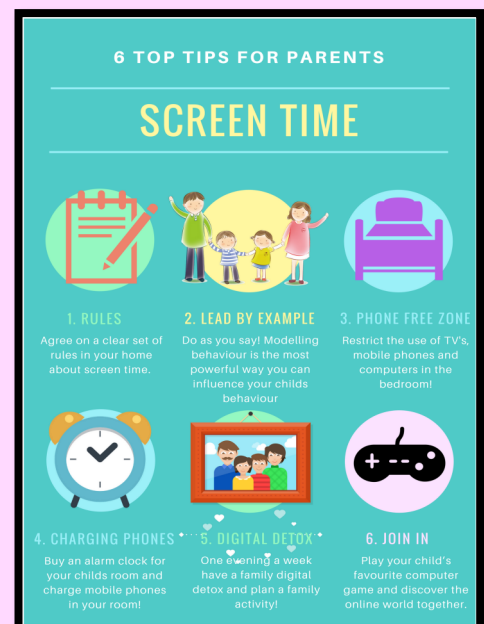 6 TOP TIPS FOR PARENTS
SCREEN TIME
1. RULES
Agree on a clear set of
rules in your home
about screen time.
2. LEAD BY EXAMPLE
Do as you say! Modelling
behaviour is the most
powerful way you can
influence your childs
behaviour
3. PHONE FREE ZONE
Restrict the use of TV's,
mobile phones and
computers in the
bedroom!
4. CHARGING PHONES
Buy an alarm clock for
your childs room and
charge mobile phones
in your room!
5. DIGITAL DETOX
One evening a week
have a family digital
detox and plan a family
activity!
6. JOIN IN
Play your child's
favourite computer
game and discover the
online world together.